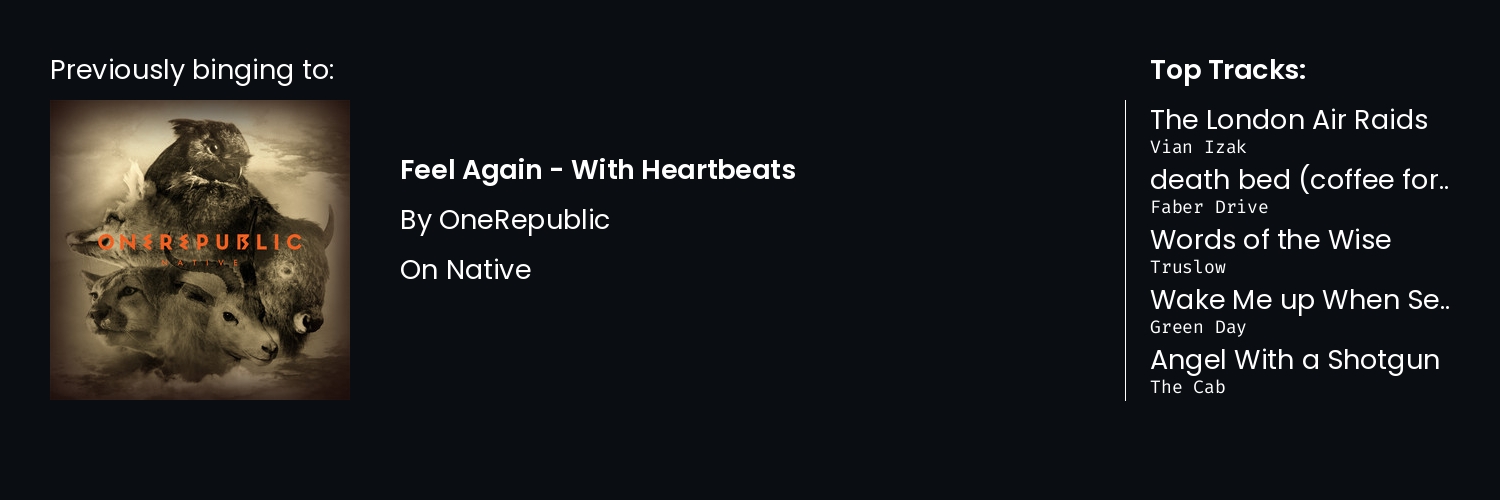 Previously binging to:
ONEREPUBLIC
NATIVE
Feel Again - With Heartbeats
By OneRepublic
On Native
Top Tracks:
The London Air Raids
Vian Izak
death bed (coffee for..
Faber Drive
Words of the Wise
Truslow
Wake Me up When Se..
Green Day
Angel With a Shotgun
The Cab